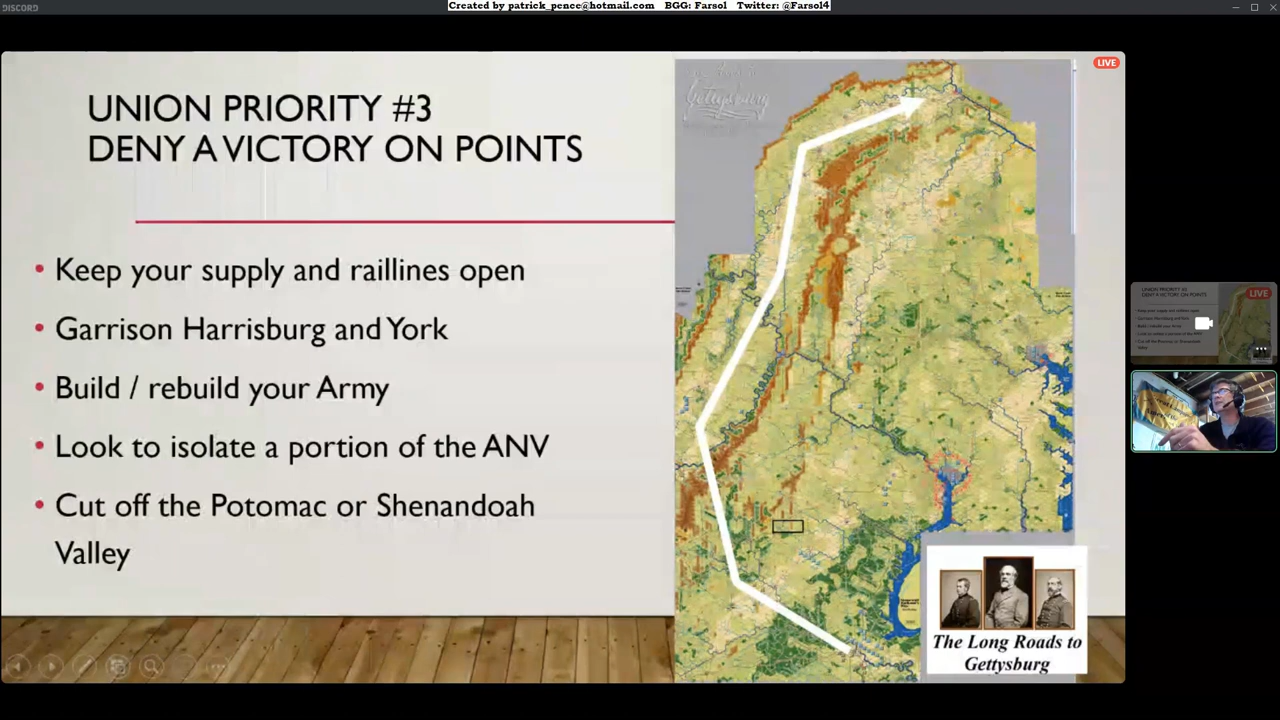 DISCORD
Created by patrick_pence@hotmail.com BGG: Farsol Twitter: @Farsol4
LIVE
UNION PRIORITY #3
DENY A VICTORY ON POINTS
• Keep your supply and raillines open
• Garrison Harrisburg and York
• Build / rebuild your Army
• Look to isolate a portion of the ANV
• Cut off the Potomac or Shenandoah
Valley
Gettysburg
The Long Roads to
Gettysburg
LIVE